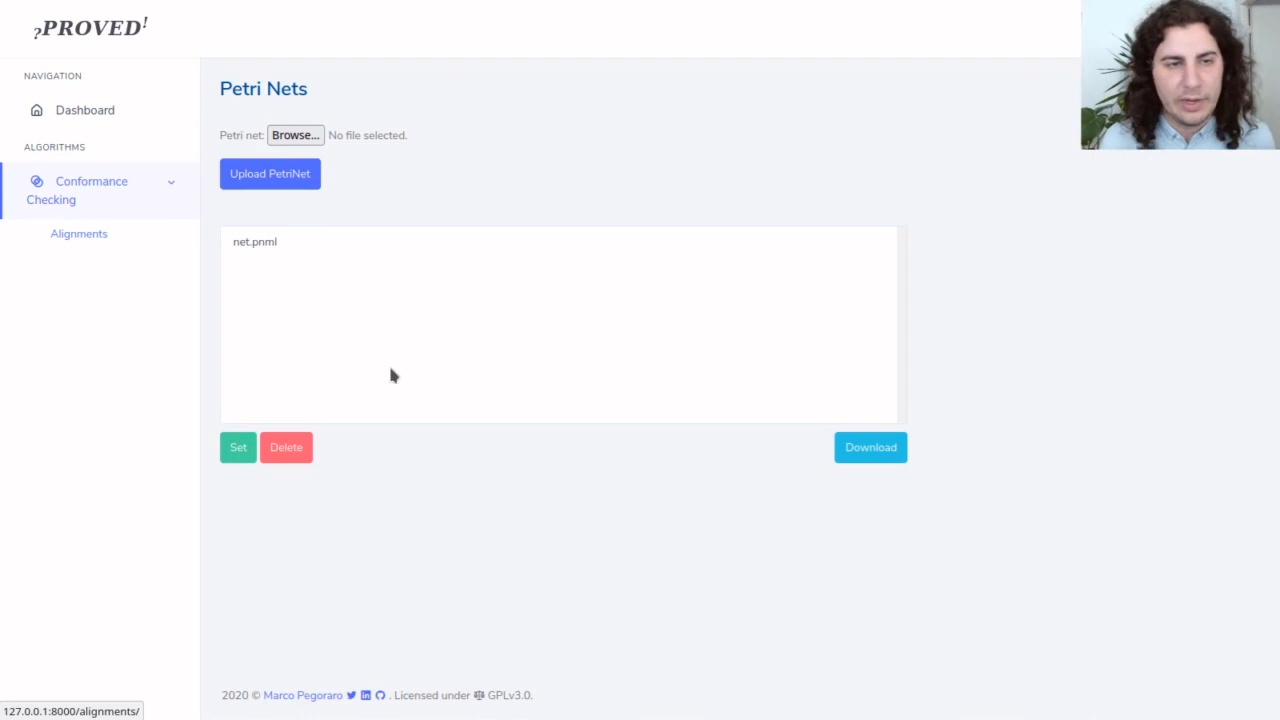 ?PROVED!
NAVIGATION
Dashboard
ALGORITHMS
Conformance
Checking
Alignments
Petri Nets
Petri net: Browse... No file selected.
Upload PetriNet
net.pnml
Set Delete Download
2020 © Marco Pegoraro . Licensed under GPLv3.0.
127.0.0.1:8000/alignments/